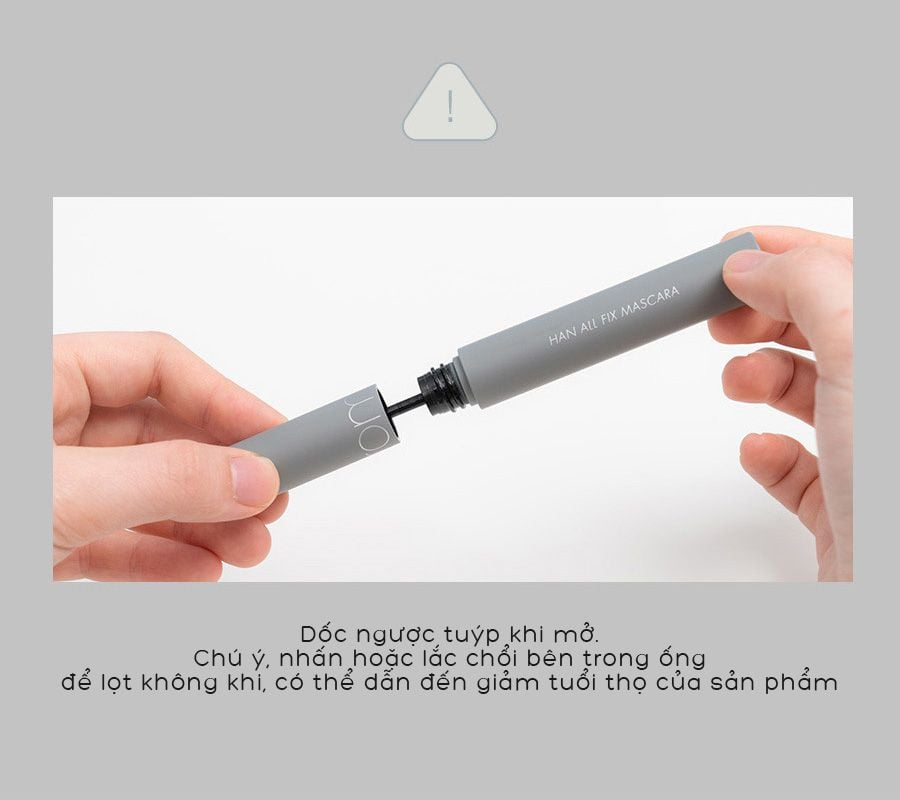 !
HAN ALL FIX MASCARA
Dốc ngược tuýp khi mở.
Chú ý, nhấn hoặc lắc chổi bên trong ống
để lọt không khí, có thể dẫn đến giảm tuổi thọ của sản phẩm